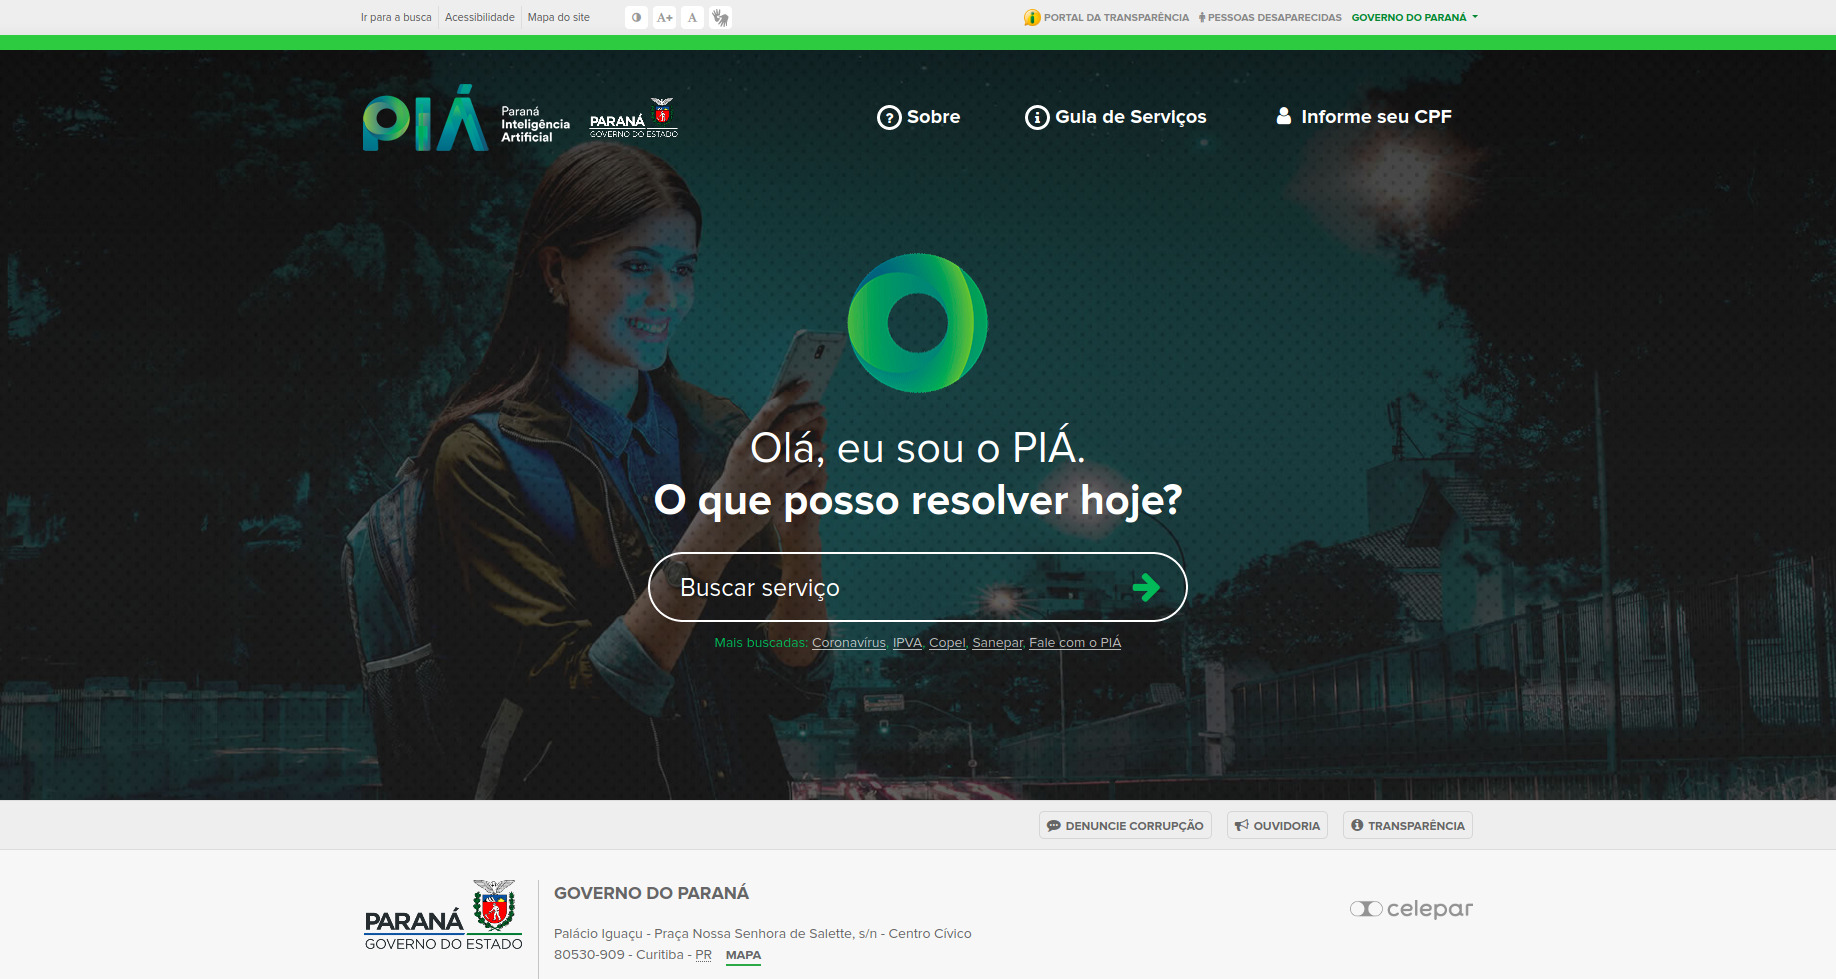 Ir para a busca Acessibilidade Mapa do site A+ A PORTAL DA TRANSPARÊNCIA PESSOAS DESAPARECIDAS GOVERNO DO PARANÁ
PIÁ Paraná
Inteligência
Artificial
PARANÁ
GOVERNO DO ESTADO
Sobre Guia de Serviços Informe seu CPF
Olá, eu sou o PIÁ.
O que posso resolver hoje?
Buscar serviço
Mais buscadas: Coronavírus, IPVA, Copel, Sanepar, Fale com o PIÁ
DENUNCIE CORRUPÇÃO OUVIDORIA TRANSPARÊNCIA
PARANÁ
GOVERNO DO ESTADO
GOVERNO DO PARANÁ
Palácio Iguaçu - Praça Nossa Senhora de Salette, s/n - Centro Cívico
80530-909 - Curitiba - PR MAPA
celepar